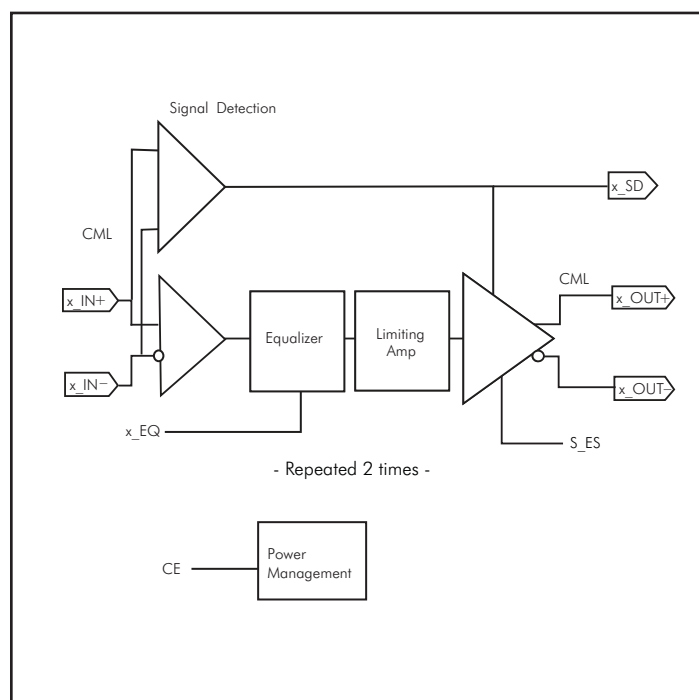 Signal Detection
x_SD
CML
CML
x_IN+
x_OUT+
Equalizer
Limiting
Amp
x_IN−
x_OUT−
x_EQ
S_ES
- Repeated 2 times -
CE
Power
Management